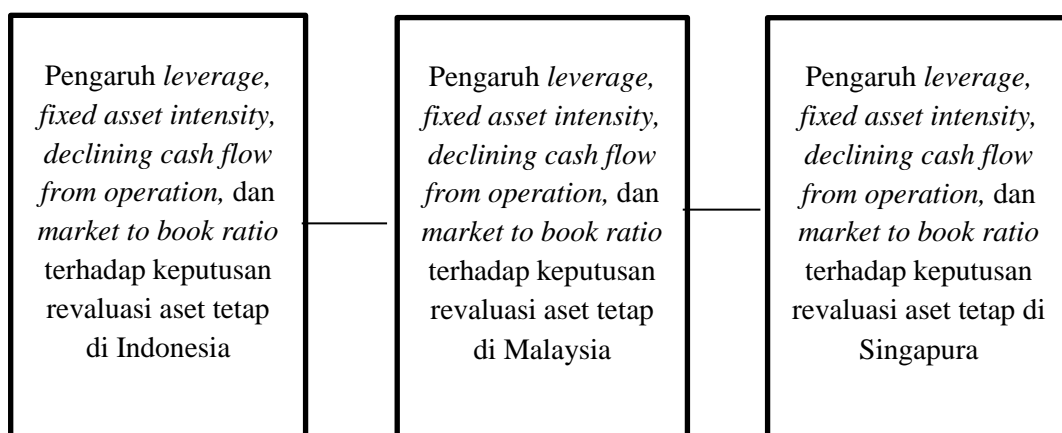 Pengaruh leverage,
fixed asset intensity,
declining cash flow
from operation, dan
market to book ratio
terhadap keputusan
revaluasi aset tetap
di Indonesia
Pengaruh leverage,
fixed asset intensity,
declining cash flow
from operation, dan
market to book ratio
terhadap keputusan
revaluasi aset tetap
di Malaysia
Pengaruh leverage,
fixed asset intensity,
declining cash flow
from operation, dan
market to book ratio
terhadap keputusan
revaluasi aset tetap di
Singapura